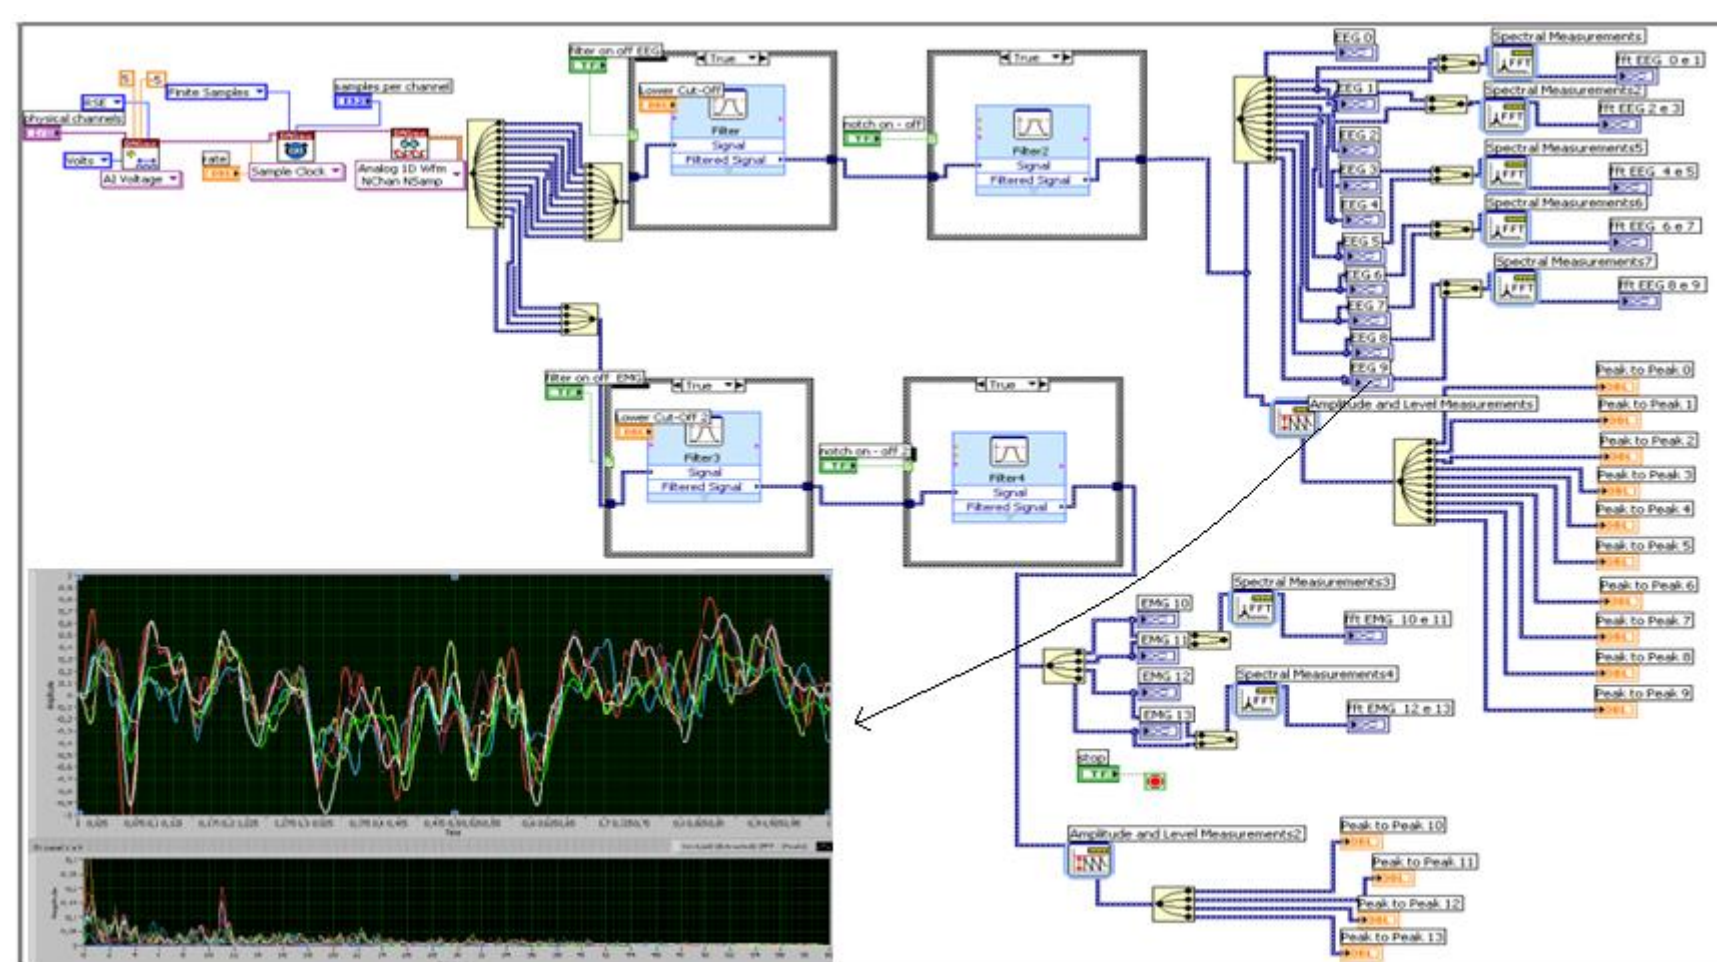 5
-5
Finite Samples
samples per channel
RSE
physical channels
Volts
AI Voltage
rate
Sample Clock
Analog 1D Wfm
NChan NSamp
filter on off EEG
True
Lower Cut-Off
Filter
Signal
Filtered Signal
notch on - off
True
Filter2
Signal
Filtered Signal
EEG 0
EEG 1
EEG 2
EEG 3
EEG 4
EEG 5
EEG 6
EEG 7
EEG 8
EEG 9
Spectral Measurements
fft EEG 0 e 1
Spectral Measurements2
fft EEG 2 e 3
Spectral Measurements5
fft EEG 4 e 5
Spectral Measurements6
fft EEG 6 e 7
Spectral Measurements7
fft EEG 8 e 9
filter on off EMG
True
Lower Cut-Off 2
Filter3
Signal
Filtered Signal
notch on - off 2
True
Filter4
Signal
Filtered Signal
Amplitude and Level Measurements
Peak to Peak 0
Peak to Peak 1
Peak to Peak 2
Peak to Peak 3
Peak to Peak 4
Peak to Peak 5
Peak to Peak 6
Peak to Peak 7
Peak to Peak 8
Peak to Peak 9
EMG 10
EMG 11
EMG 12
EMG 13
Spectral Measurements3
fft EMG 10 e 11
Spectral Measurements4
fft EMG 12 e 13
stop
TF
Amplitude and Level Measurements2
Peak to Peak 10
Peak to Peak 11
Peak to Peak 12
Peak to Peak 13
Amplitude
Time
Magnitude